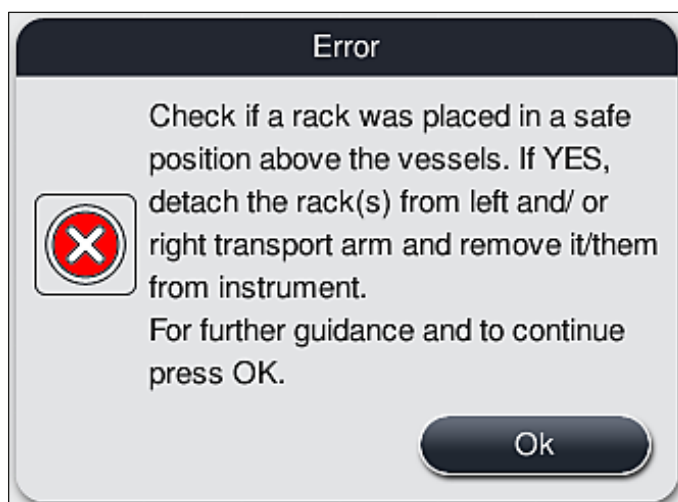 Error
Check if a rack was placed in a safe
position above the vessels. If YES,
detach the rack(s) from left and/ or
right transport arm and remove it/them
from instrument.
For further guidance and to continue
press OK.
Ok